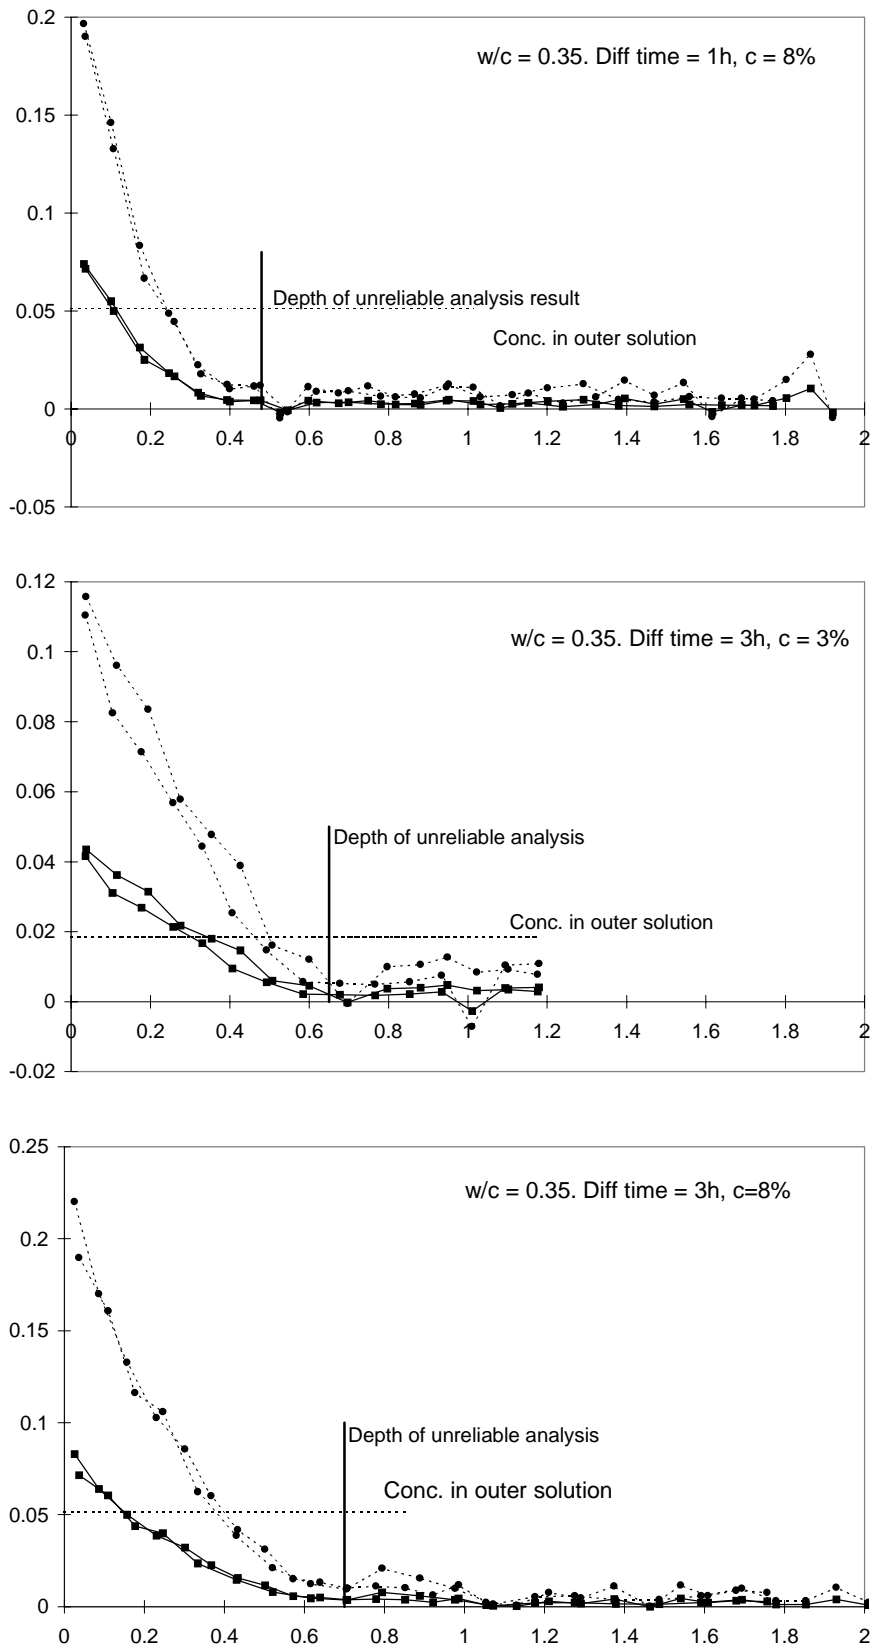 0.2
w/c = 0.35. Diff time = 1h, c = 8%
0.15
0.1
Depth of unreliable analysis result
0.05
Conc. in outer solution
0
0 0.2 0.4 0.6 0.8 1 1.2 1.4 1.6 1.8 2
-0.05
0.12
w/c = 0.35. Diff time = 3h, c = 3%
0.1
0.08
0.06
Depth of unreliable analysis
0.04
Conc. in outer solution
0.02
0
0 0.2 0.4 0.6 0.8 1 1.2 1.4 1.6 1.8 2
-0.02
0.25
w/c = 0.35. Diff time = 3h, c=8%
0.2
0.15
0.1
Depth of unreliable analysis
Conc. in outer solution
0.05
0
0 0.2 0.4 0.6 0.8 1 1.2 1.4 1.6 1.8 2